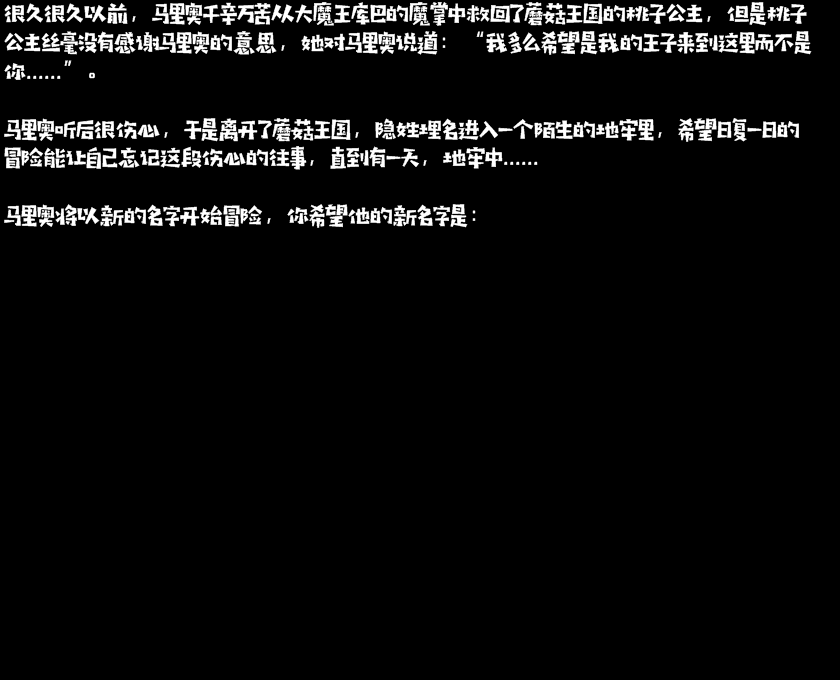 很久很久以前，马里奥千辛万苦从大魔王库巴的魔掌中救回了蘑菇王国的桃子公主，但是桃子
公主丝毫没有感谢马里奥的意思，她对马里奥说道：“我多么希望是我的王子来到这里而不是
你……”。
马里奥听后很伤心，于是离开了蘑菇王国，隐姓埋名进入一个陌生的地牢里，希望日复一日的
冒险能让自己忘记这段伤心的往事，直到有一天，地牢中……
马里奥将以新的名字开始冒险，你希望他的新名字是：